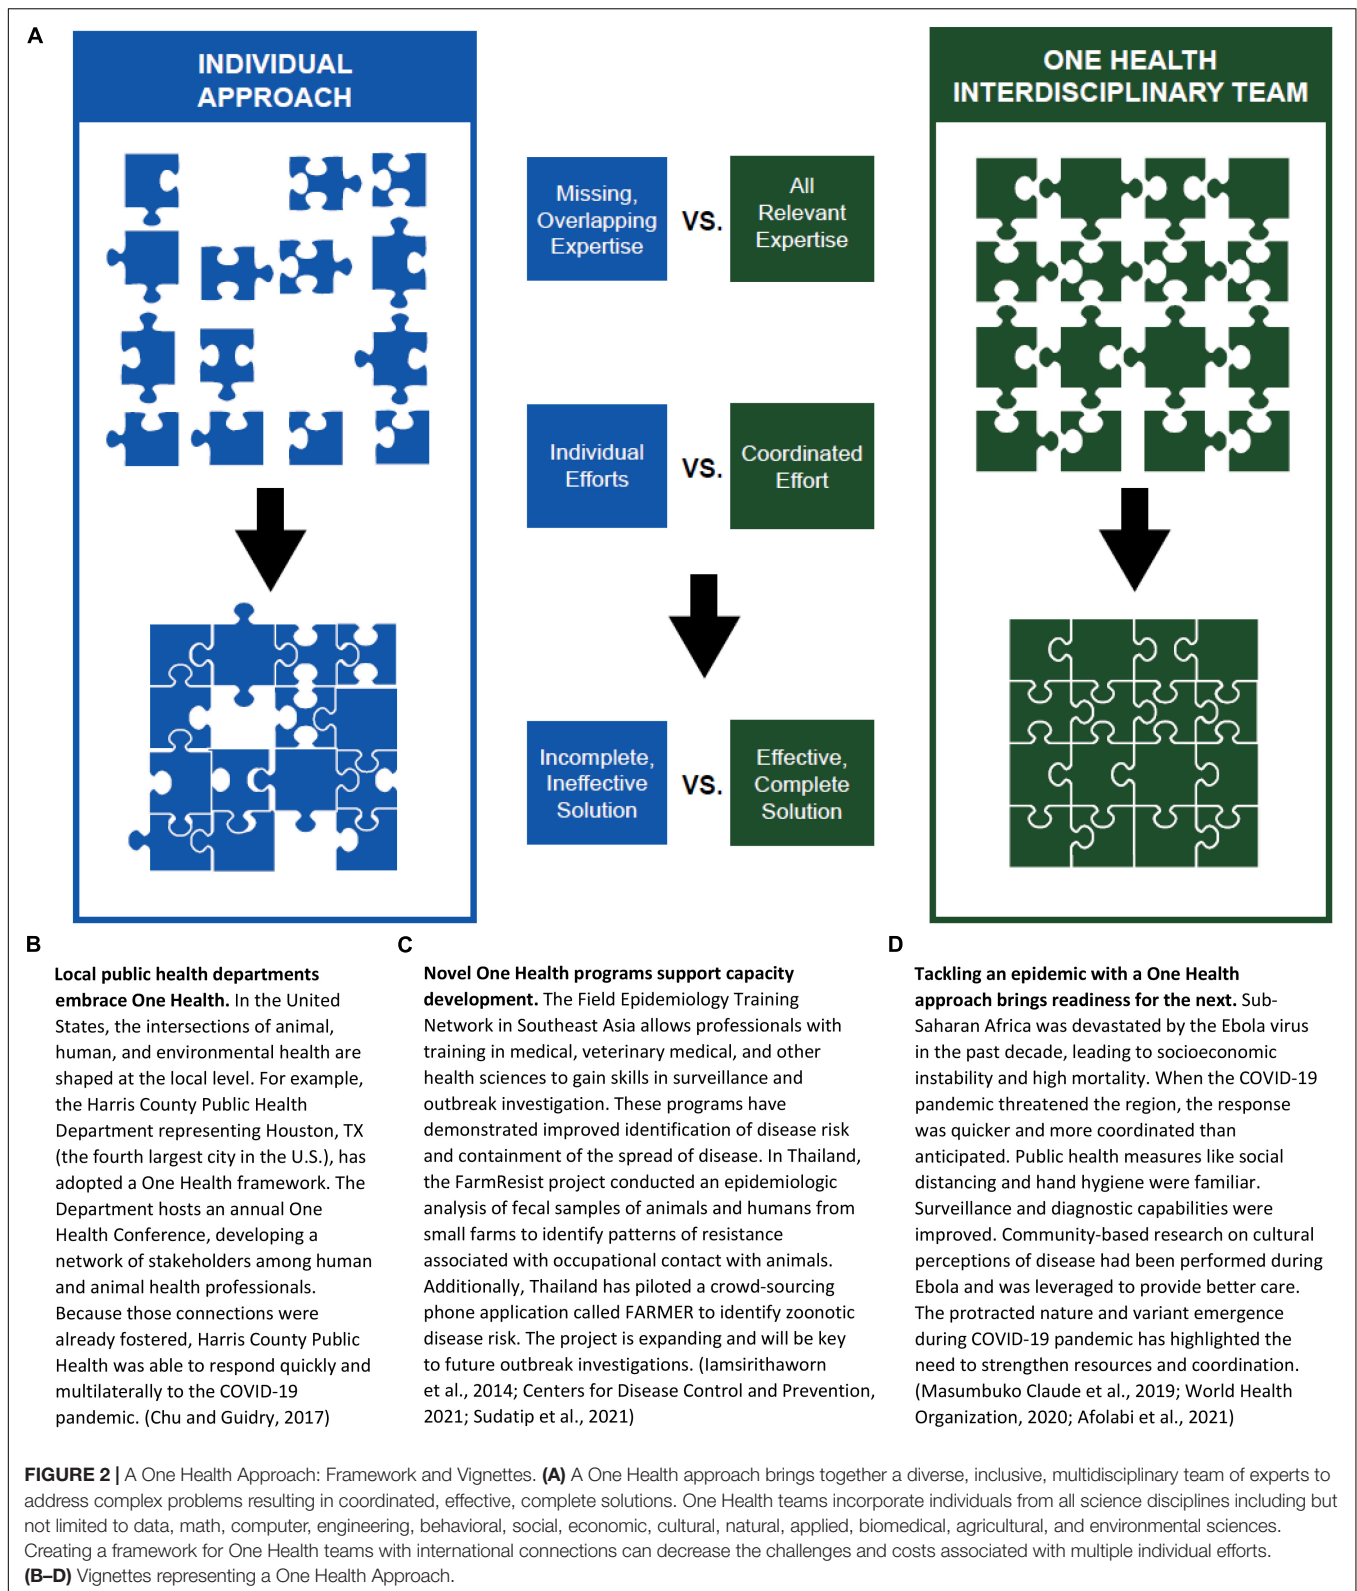 A
INDIVIDUAL
APPROACH
ONE HEALTH
INTERDISCIPLINARY TEAM
Missing,
Overlapping
Expertise
VS.
All
Relevant
Expertise
Individual
Efforts
VS.
Coordinated
Effort
Incomplete,
Ineffective
Solution
VS.
Effective,
Complete
Solution
B
Local public health departments
embrace One Health. In the United
States, the intersections of animal,
human, and environmental health are
shaped at the local level. For example,
the Harris County Public Health
Department representing Houston, TX
(the fourth largest city in the U.S.), has
adopted a One Health framework. The
Department hosts an annual One
Health Conference, developing a
network of stakeholders among human
and animal health professionals.
Because those connections were
already fostered, Harris County Public
Health was able to respond quickly and
multilaterally to the COVID-19
pandemic. (Chu and Guidry, 2017)
C
Novel One Health programs support capacity
development. The Field Epidemiology Training
Network in Southeast Asia allows professionals with
training in medical, veterinary medical, and other
health sciences to gain skills in surveillance and
outbreak investigation. These programs have
demonstrated improved identification of disease risk
and containment of the spread of disease. In Thailand,
the FarmResist project conducted an epidemiologic
analysis of fecal samples of animals and humans from
small farms to identify patterns of resistance
associated with occupational contact with animals.
Additionally, Thailand has piloted a crowd-sourcing
phone application called FARMER to identify zoonotic
disease risk. The project is expanding and will be key
to future outbreak investigations. (Iamsirithaworn
et al., 2014; Centers for Disease Control and Prevention,
2021; Sudatip et al., 2021)
D
Tackling an epidemic with a One Health
approach brings readiness for the next. Sub-
Saharan Africa was devastated by the Ebola virus
in the past decade, leading to socioeconomic
instability and high mortality. When the COVID-19
pandemic threatened the region, the response
was quicker and more coordinated than
anticipated. Public health measures like social
distancing and hand hygiene were familiar.
Surveillance and diagnostic capabilities were
improved. Community-based research on cultural
perceptions of disease had been performed during
Ebola and was leveraged to provide better care.
The protracted nature and variant emergence
during COVID-19 pandemic has highlighted the
need to strengthen resources and coordination.
(Masumbuko Claude et al., 2019; World Health
Organization, 2020; Afolabi et al., 2021)
FIGURE 2 | A One Health Approach: Framework and Vignettes. (A) A One Health approach brings together a diverse, inclusive, multidisciplinary team of experts to
address complex problems resulting in coordinated, effective, complete solutions. One Health teams incorporate individuals from all science disciplines including but
not limited to data, math, computer, engineering, behavioral, social, economic, cultural, natural, applied, biomedical, agricultural, and environmental sciences.
Creating a framework for One Health teams with international connections can decrease the challenges and costs associated with multiple individual efforts.
(B–D) Vignettes representing a One Health Approach.